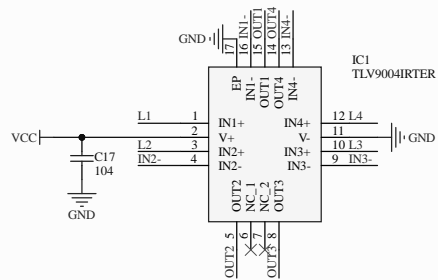 GND
17
16 IN1-
15 OUT1
14 OUT4
13 IN4-
IC1
TLV9004IRTER
EP
IN1-
OUT1
OUT4
IN4-
L1 1 IN1+ IN4+ 12 L4
VCC 2 V+ V- 11 GND
L2 3 IN2+ IN3+ 10 L3
IN2- 4 IN2- IN3- 9 IN3-
C17
104
GND
OUT2
NC_1
NC_2
OUT3
OUT2 5
6
7
OUT3 8